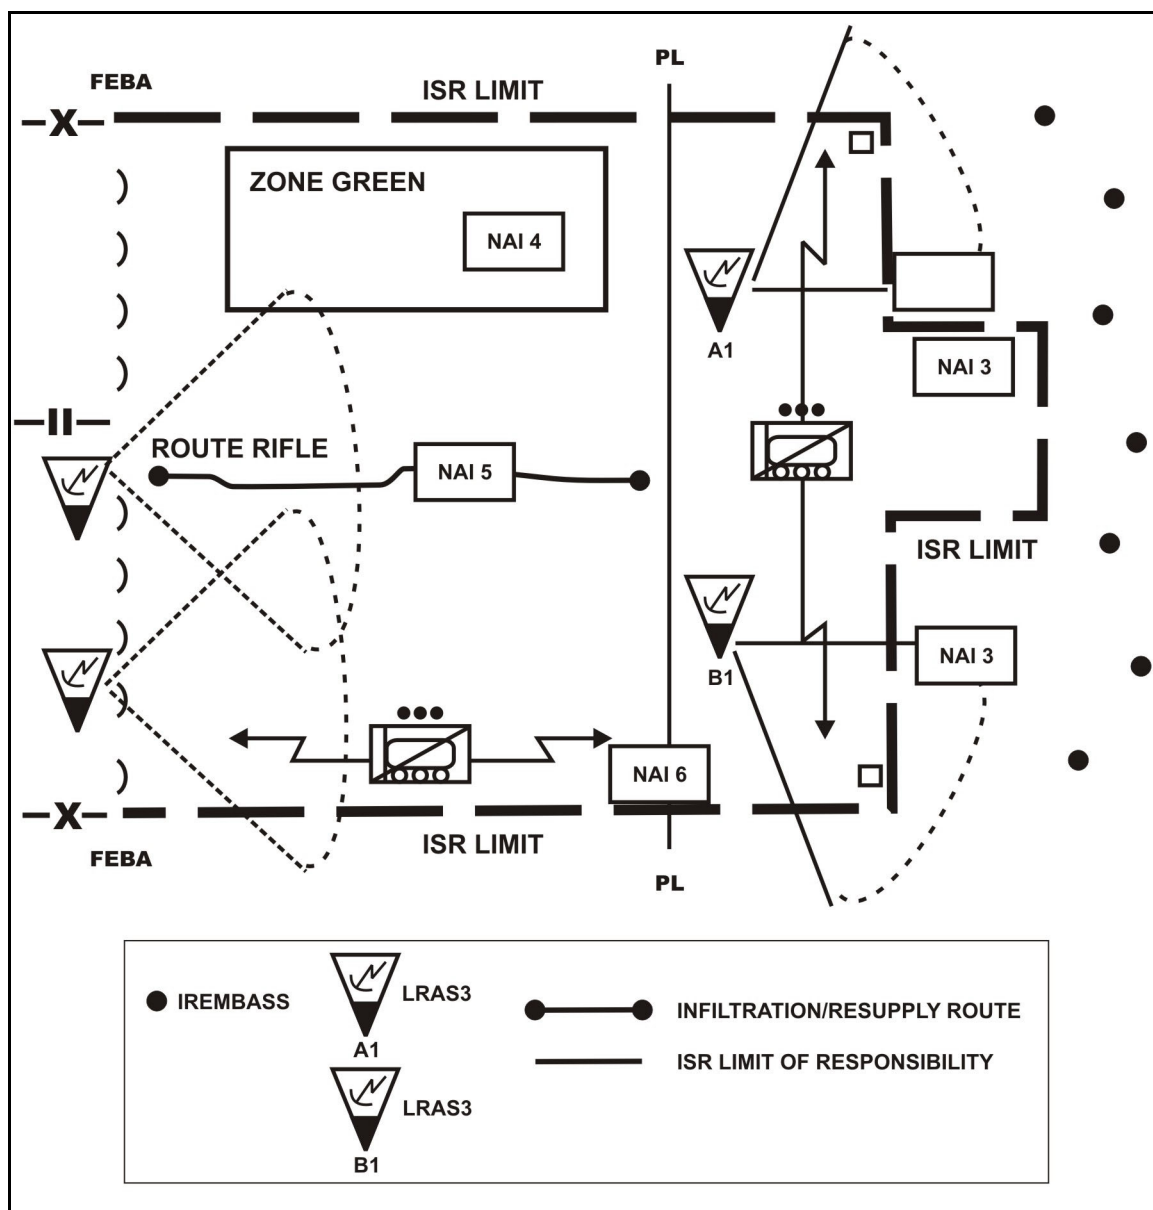 PL
FEBA
ISR LIMIT
X
ZONE GREEN
NAI 4
A1
NAI 3
II
ROUTE RIFLE
NAI 5
ISR LIMIT
B1
NAI 3
NAI 6
X
FEBA
ISR LIMIT
PL
IREMBASS
LRAS3
A1
LRAS3
B1
INFILTRATION/RESUPPLY ROUTE
ISR LIMIT OF RESPONSIBILITY